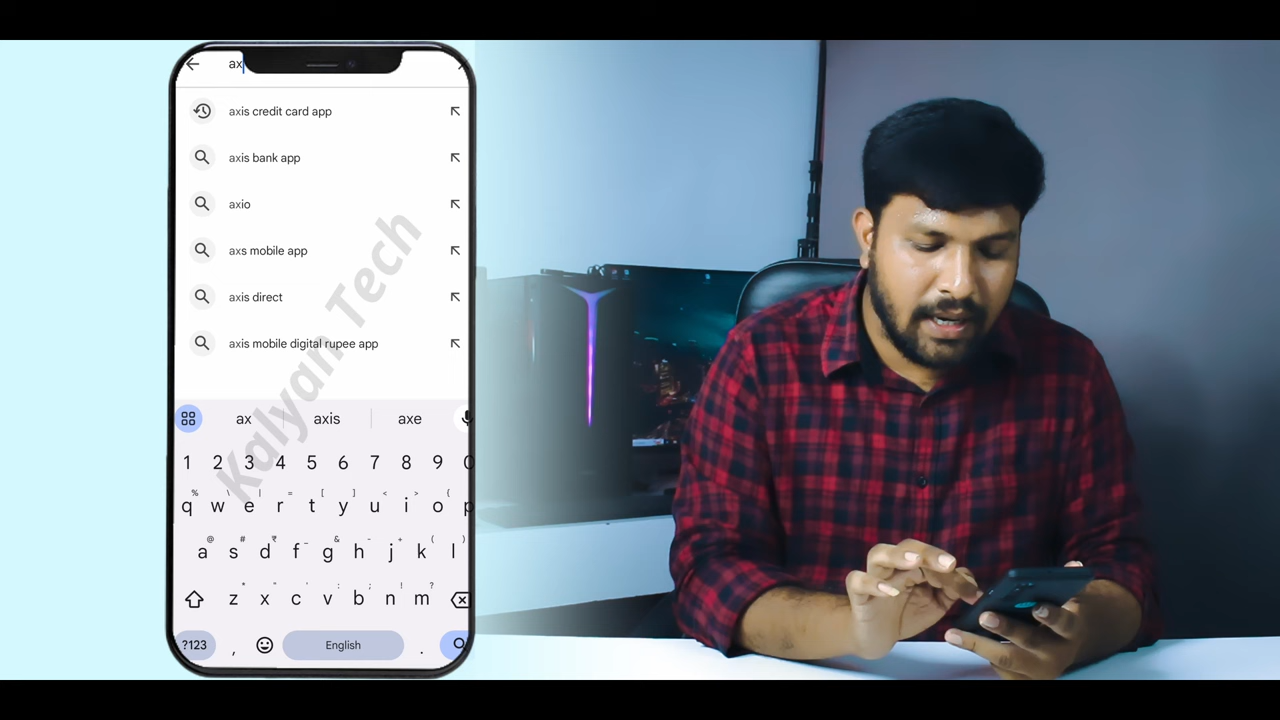 ax
axis credit card app
axis bank app
axio
axs mobile app
axis direct
axis mobile digital rupee app
Kalyan Tech
ax axis axe
1 2 3 4 5 6 7 8 9 0
% \ | = [ ] < > {
q w e r t y u i o p
@ # ₹ _ & - + ( )
a s d f g h j k l
* " ' : ; ! ?
z x c v b n m
?123 , English .